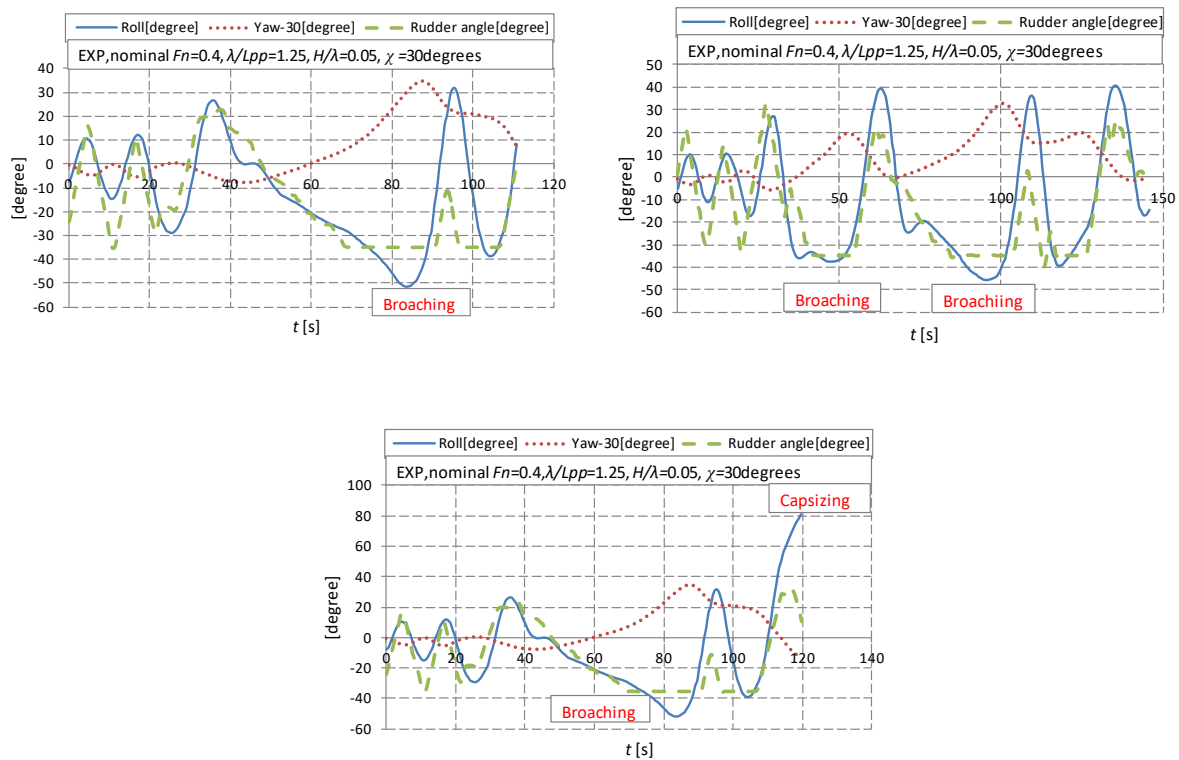 Roll[degree] Yaw-30[degree] Rudder angle[degree]
EXP,nominal Fn=0.4, λ/Lpp=1.25, H/λ=0.05, χ =30degrees
40
30
20
10
0
-10
-20
-30
-40
-50
-60
0 20 40 60 80 100 120
[degree]
Broaching
t [s]
Roll[degree] Yaw-30[degree] Rudder angle[degree]
EXP,nominal Fn=0.4, λ/Lpp=1.25, H/λ=0.05, χ =30degrees
50
40
30
20
10
0
-10
-20
-30
-40
-50
-60
0 50 100 150
[degree]
Broaching Broachiing
t [s]
Roll[degree] Yaw-30[degree] Rudder angle[degree]
EXP,nominal Fn=0.4,λ/Lpp=1.25, H/λ=0.05, χ=30degrees
100
80
60
40
20
0
-20
-40
-60
0 20 40 60 80 100 120 140
[degree]
Capsizing
Broaching
t [s]